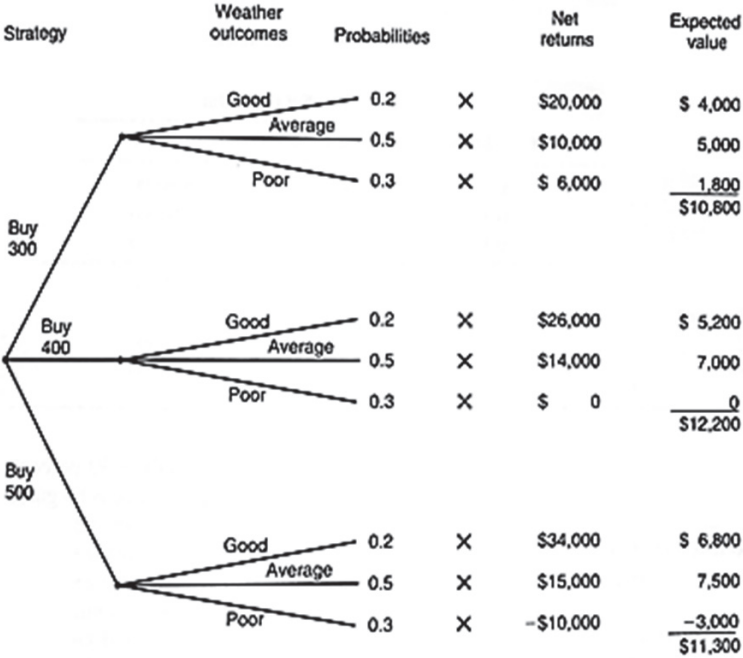 Strategy Weather outcomes Probabilities Net returns Expected value
Good 0.2 × $20,000 $ 4,000
Average 0.5 × $10,000 5,000
Poor 0.3 × $ 6,000 1,800
$10,800
Buy
300
Buy
400
Good 0.2 × $26,000 $ 5,200
Average 0.5 × $14,000 7,000
Poor 0.3 × $ 0 0
$12,200
Buy
500
Good 0.2 × $34,000 $ 6,800
Average 0.5 × $15,000 7,500
Poor 0.3 × -$10,000 -3,000
$11,300